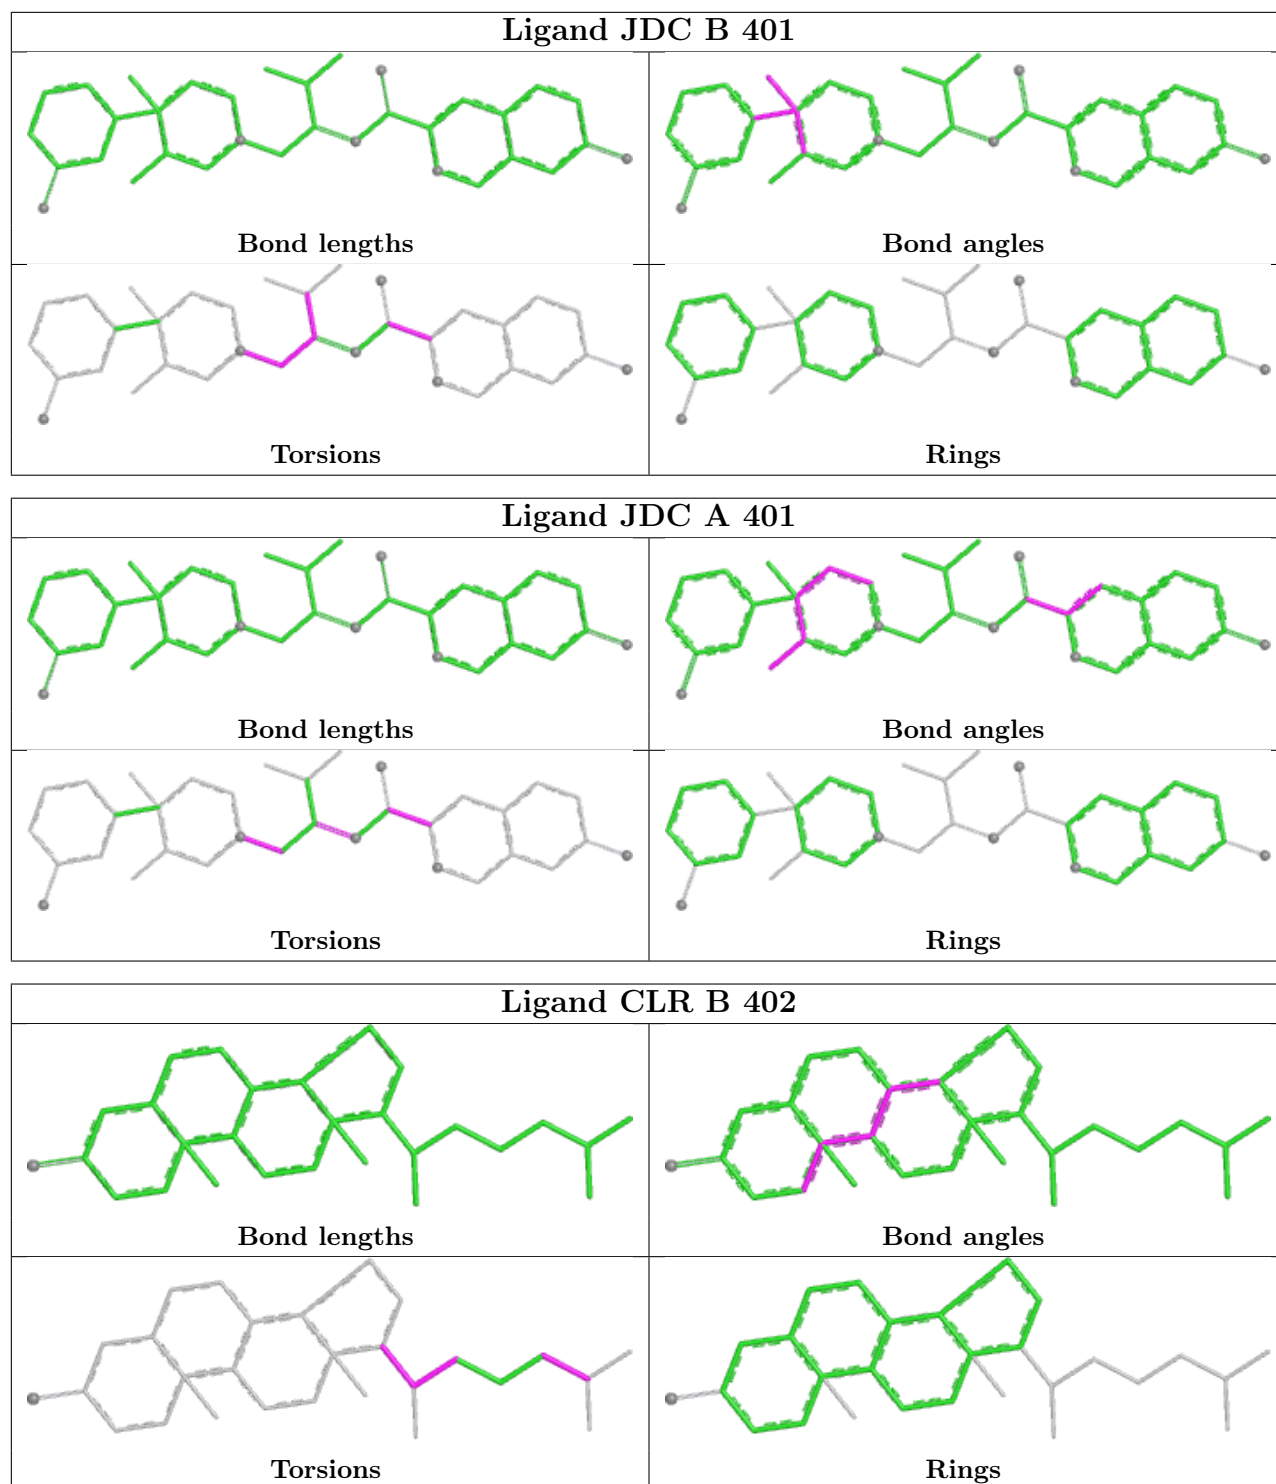 Ligand JDC B 401
Bond lengths
Bond angles
Torsions
Rings
Ligand JDC A 401
Bond lengths
Bond angles
Torsions
Rings
Ligand CLR B 402
Bond lengths
Bond angles
Torsions
Rings